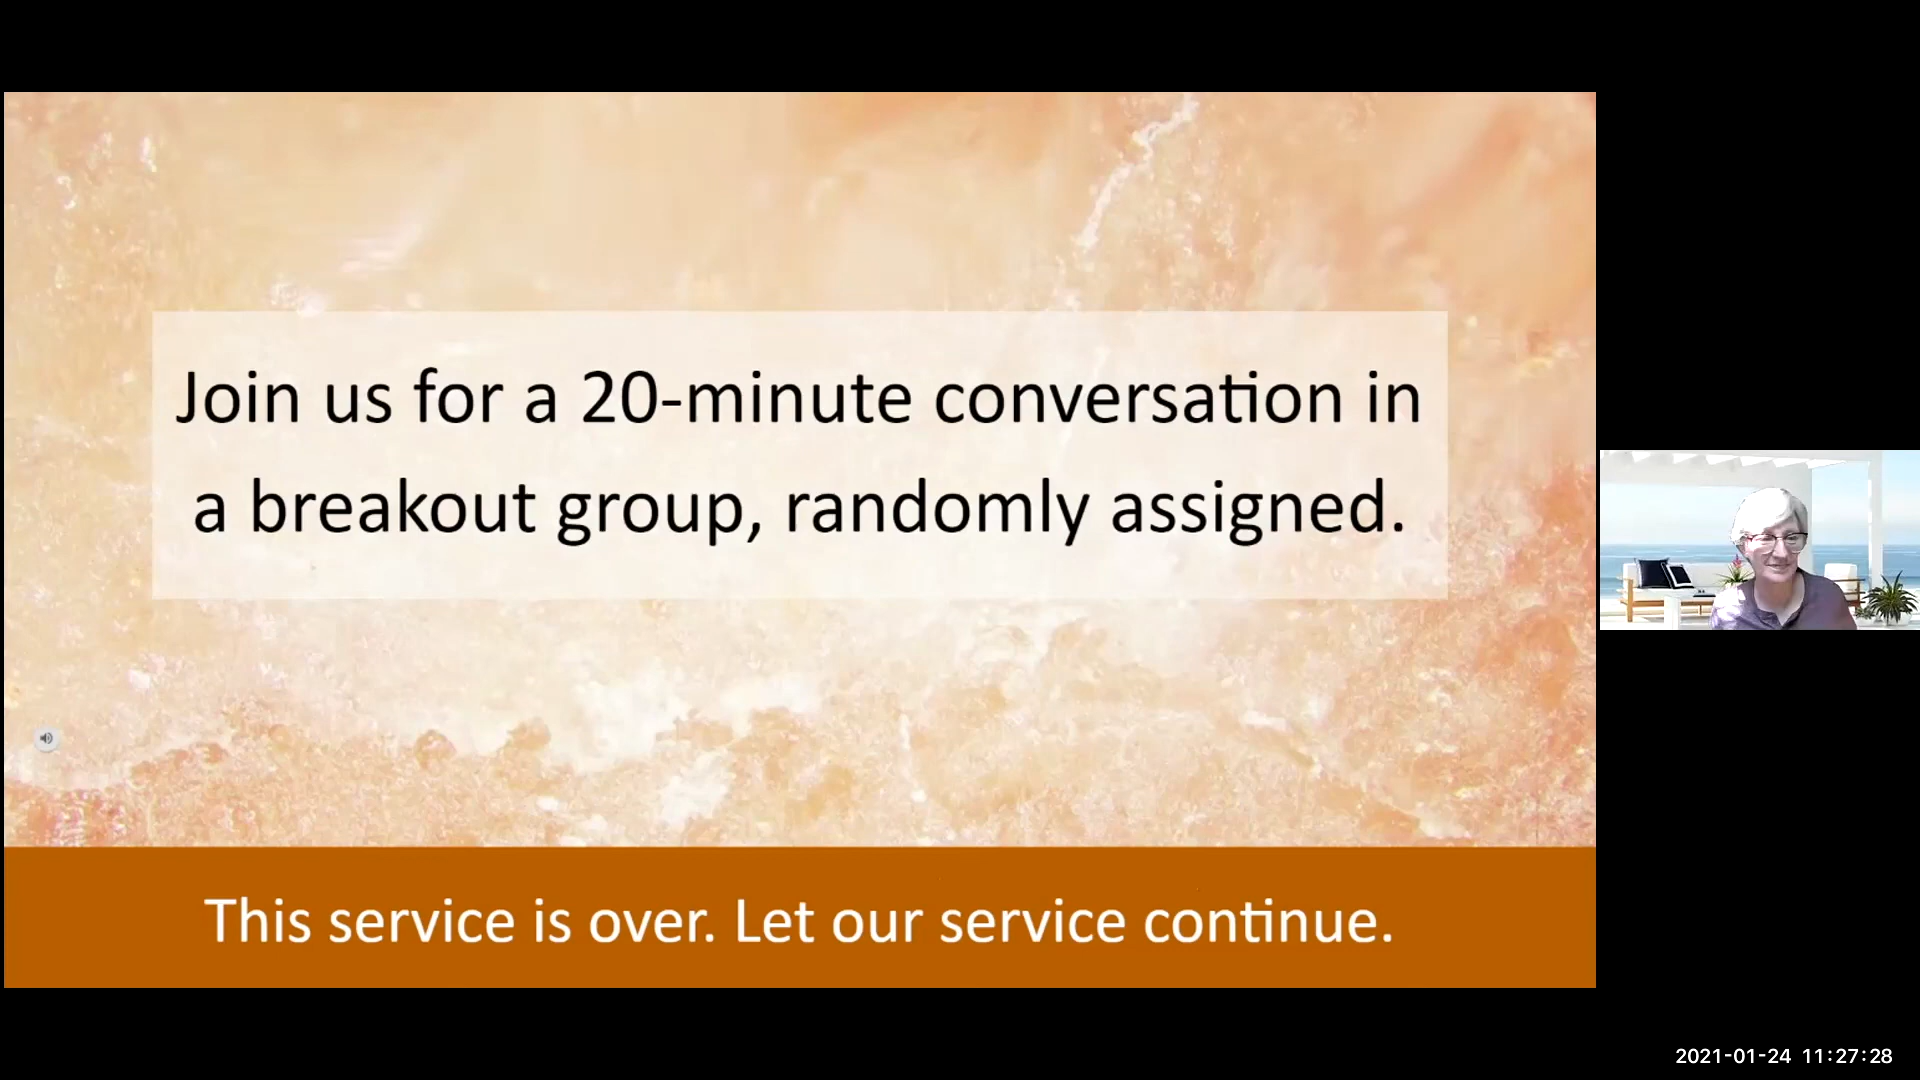 Join us for a 20-minute conversation in
a breakout group, randomly assigned.
This service is over. Let our service continue.
2021-01-24 11:27:28